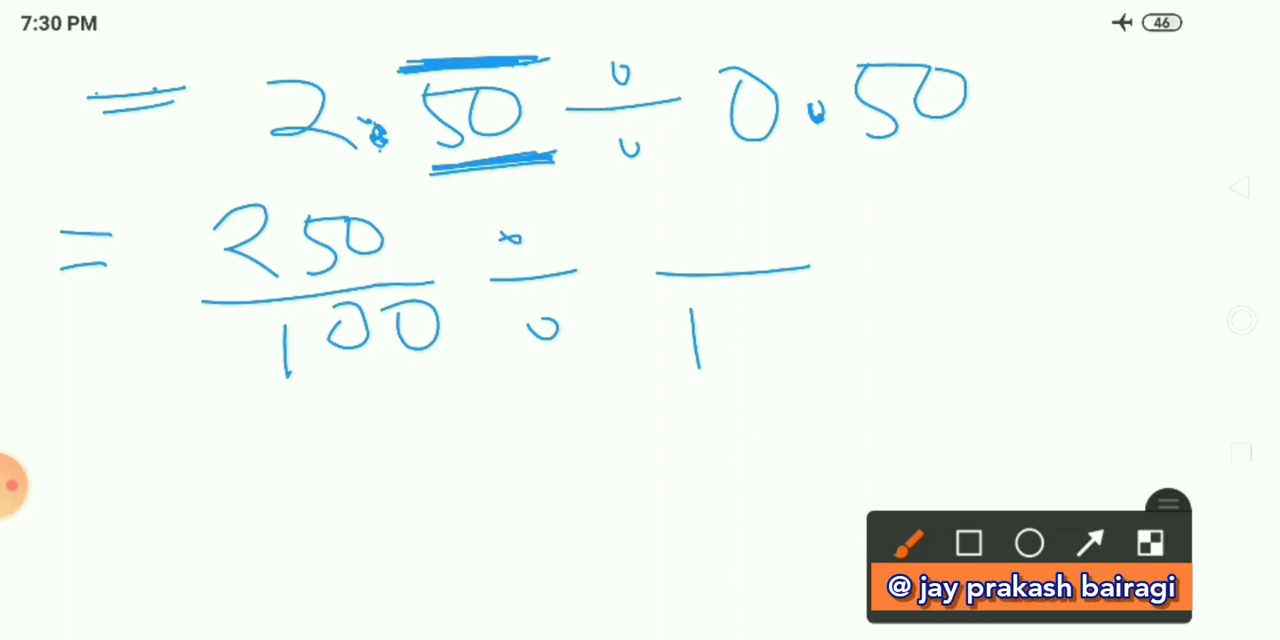 7:30 PM 46
= 2.50 ÷ 0.50
= 250/100 ÷ /1
@ jay prakash bairagi